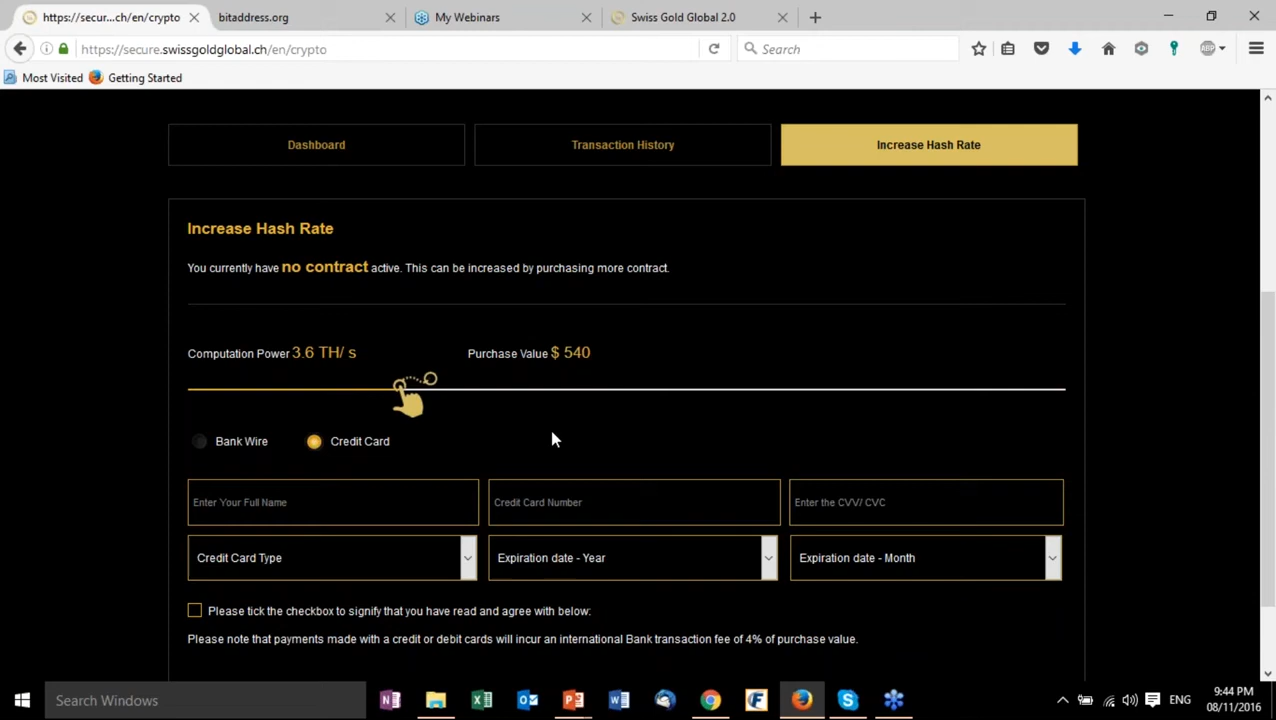 https://secur...ch/en/crypto
bitaddress.org
My Webinars
Swiss Gold Global 2.0
https://secure.swissgoldglobal.ch/en/crypto
Search
ABP
Most Visited
Getting Started
Dashboard
Transaction History
Increase Hash Rate
Increase Hash Rate
You currently have no contract active. This can be increased by purchasing more contract.
Computation Power 3.6 TH/ s
Purchase Value $ 540
Bank Wire
Credit Card
Enter Your Full Name
Credit Card Number
Enter the CVV/ CVC
Credit Card Type
Expiration date - Year
Expiration date - Month
Please tick the checkbox to signify that you have read and agree with below:
Please note that payments made with a credit or debit cards will incur an international Bank transaction fee of 4% of purchase value.
Search Windows
ENG
9:44 PM
08/11/2016